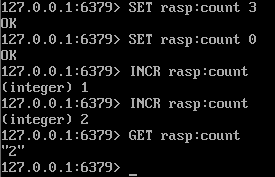 127.0.0.1:6379> SET rasp:count 3
OK
127.0.0.1:6379> SET rasp:count 0
OK
127.0.0.1:6379> INCR rasp:count
(integer) 1
127.0.0.1:6379> INCR rasp:count
(integer) 2
127.0.0.1:6379> GET rasp:count
"2"
127.0.0.1:6379> _